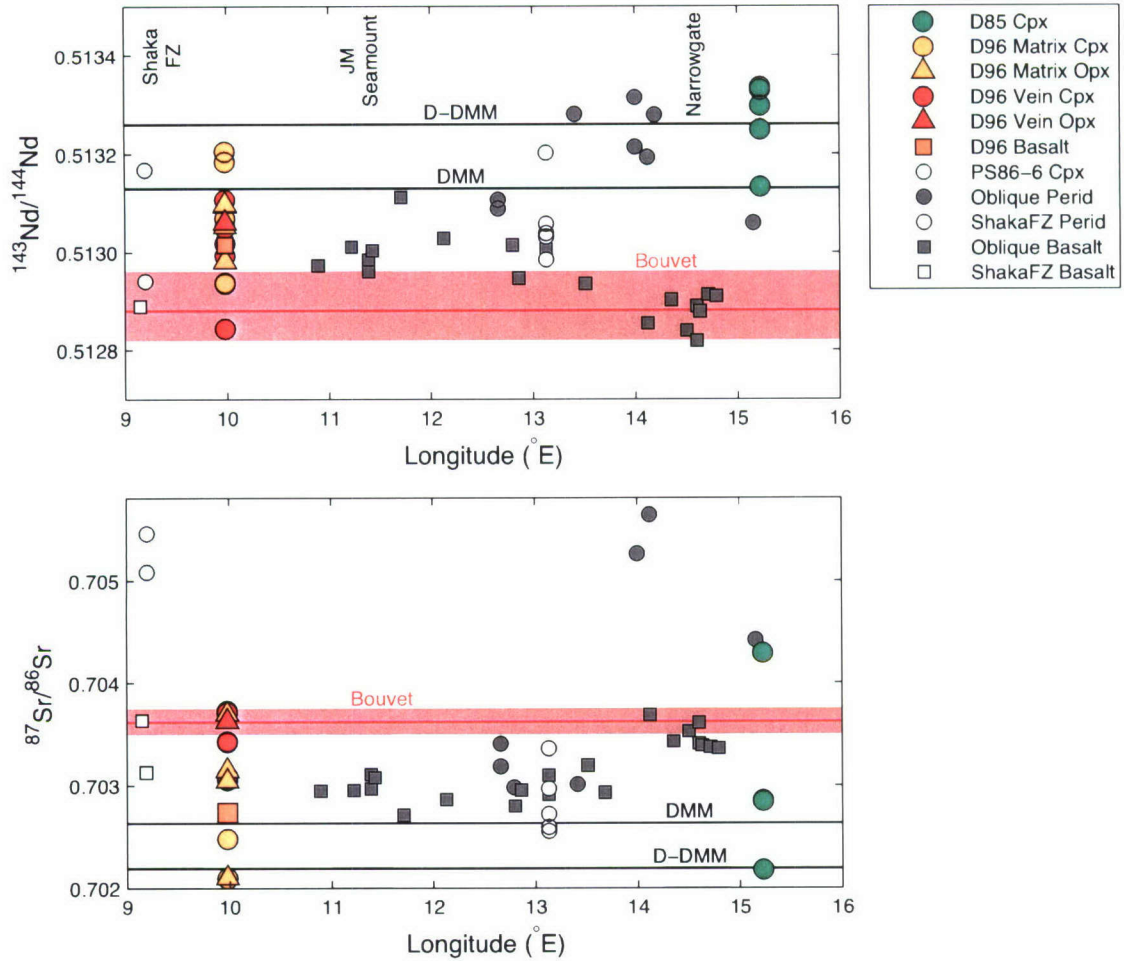 0.5134
0.5132
0.5130
0.5128
143Nd/144Nd
Shaka
FZ
JM
Seamount
Narrowgate
D-DMM
DMM
Bouvet
9 10 11 12 13 14 15 16
Longitude (°E)
D85 Cpx
D96 Matrix Cpx
D96 Matrix Opx
D96 Vein Cpx
D96 Vein Opx
D96 Basalt
PS86-6 Cpx
Oblique Perid
ShakaFZ Perid
Oblique Basalt
ShakaFZ Basalt
0.705
0.704
0.703
0.702
87Sr/86Sr
Bouvet
DMM
D-DMM
9 10 11 12 13 14 15 16
Longitude (°E)